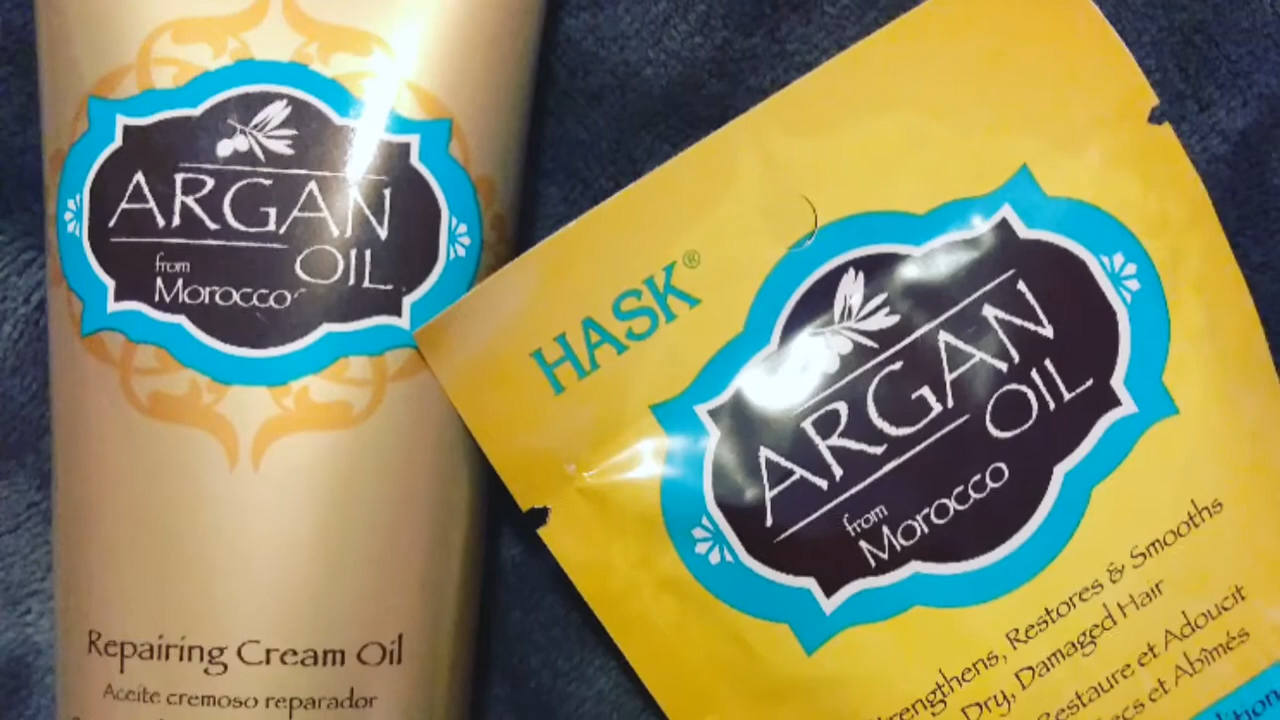 ARGAN
OIL
from
Morocco
Repairing Cream Oil
Aceite cremoso reparador
HASK®
ARGAN
OIL
from
Morocco
Restores & Smooths
Dry, Damaged Hair
et Adoucit
et Abîmés